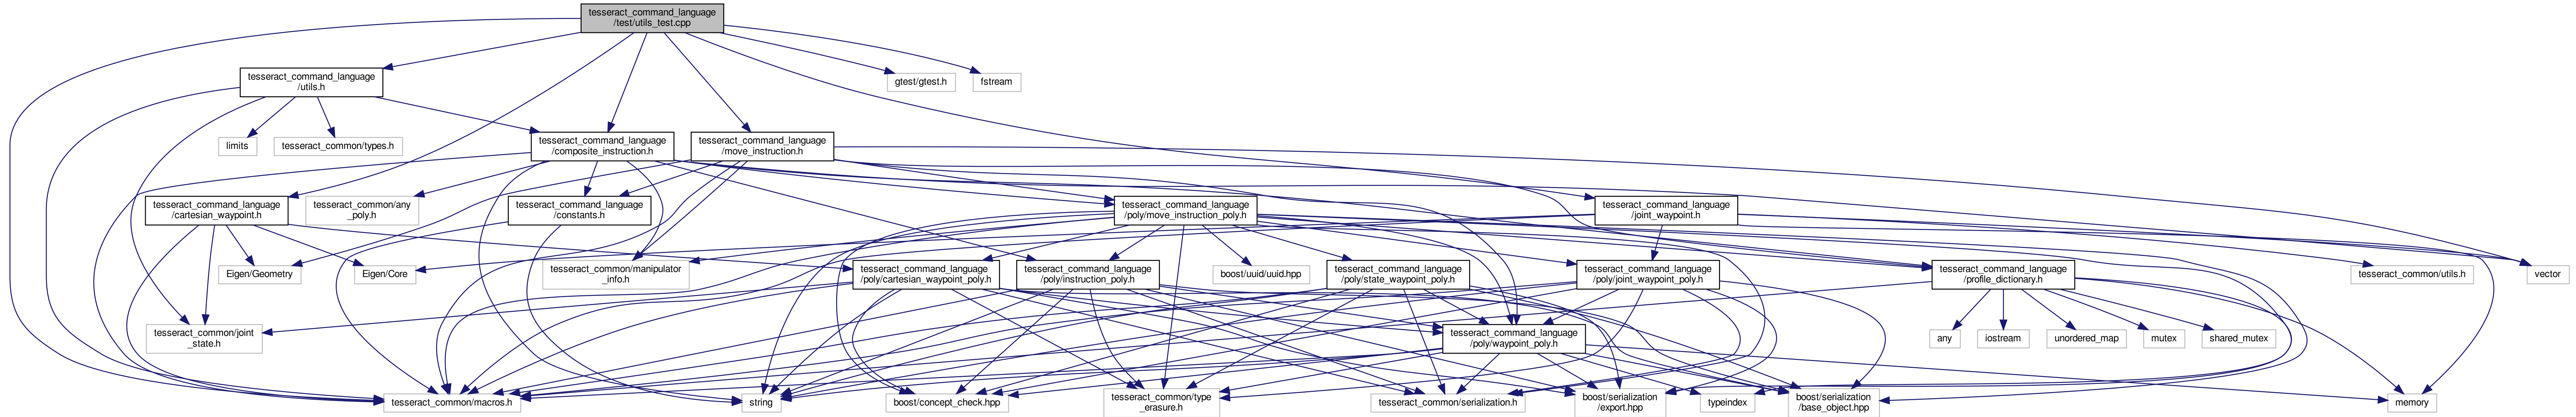 tesseract_command_language
/test/utils_test.cpp
tesseract_command_language
/utils.h
gtest/gtest.h
fstream
limits
tesseract_common/types.h
tesseract_command_language
/composite_instruction.h
tesseract_command_language
/move_instruction.h
tesseract_command_language
/cartesian_waypoint.h
tesseract_common/any
_poly.h
tesseract_command_language
/constants.h
tesseract_command_language
/poly/move_instruction_poly.h
tesseract_command_language
/joint_waypoint.h
Eigen/Geometry
Eigen/Core
tesseract_common/manipulator
_info.h
tesseract_command_language
/poly/cartesian_waypoint_poly.h
tesseract_command_language
/poly/instruction_poly.h
boost/uuid/uuid.hpp
tesseract_command_language
/poly/state_waypoint_poly.h
tesseract_command_language
/poly/joint_waypoint_poly.h
tesseract_command_language
/profile_dictionary.h
tesseract_common/utils.h
vector
tesseract_common/joint
_state.h
tesseract_command_language
/poly/waypoint_poly.h
any
iostream
unordered_map
mutex
shared_mutex
tesseract_common/macros.h
string
boost/concept_check.hpp
tesseract_common/type
_erasure.h
tesseract_common/serialization.h
boost/serialization
/export.hpp
typeindex
boost/serialization
/base_object.hpp
memory